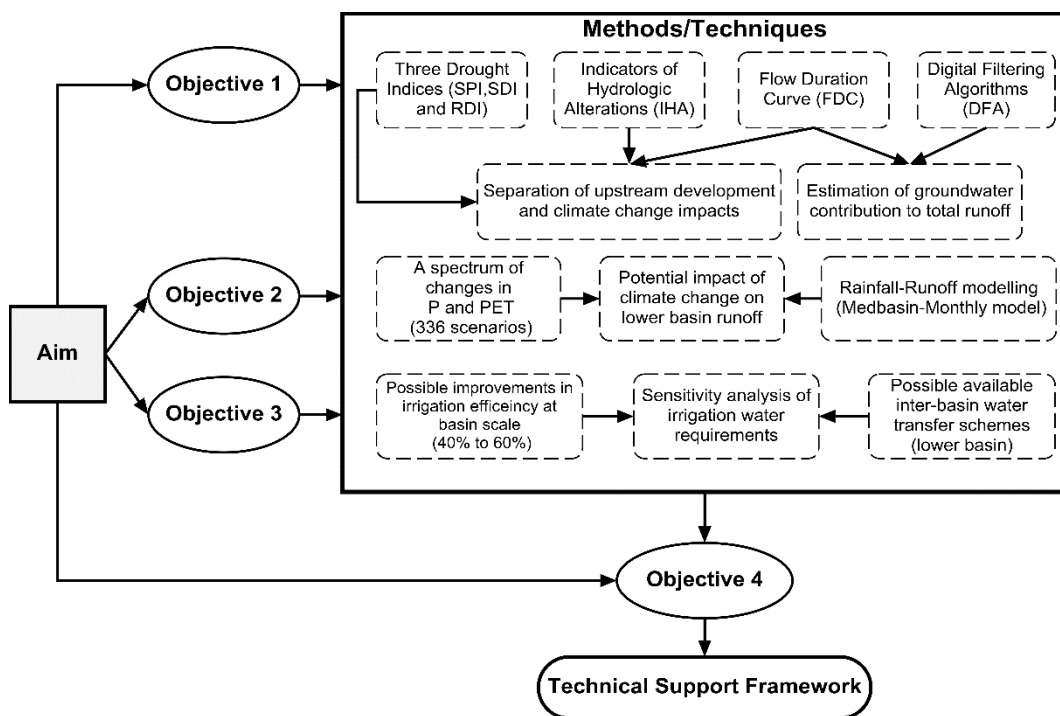 Methods/Techniques
Objective 1
Three Drought
Indices (SPI,SDI
and RDI)
Indicators of
Hydrologic
Alterations (IHA)
Flow Duration
Curve (FDC)
Digital Filtering
Algorithms
(DFA)
Separation of upstream development
and climate change impacts
Estimation of groundwater
contribution to total runoff
Objective 2
A spectrum of
changes in
P and PET
(336 scenarios)
Potential impact of
climate change on
lower basin runoff
Rainfall-Runoff modelling
(Medbasin-Monthly model)
Aim
Objective 3
Possible improvements in
irrigation efficeincy at
basin scale
(40% to 60%)
Sensitivity analysis of
irrigation water
requirements
Possible available
inter-basin water
transfer schemes
(lower basin)
Objective 4
Technical Support Framework